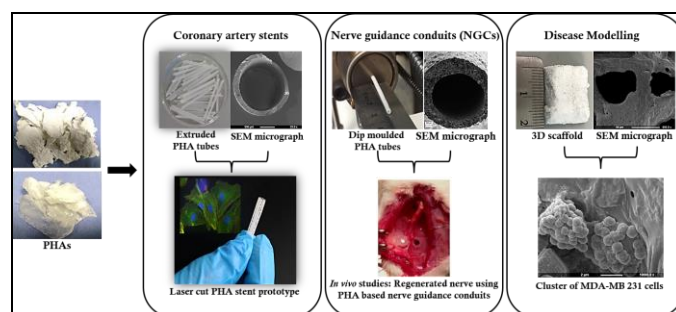 Coronary artery stents
Nerve guidance conduits (NGCs)
Disease Modelling
PHAs
Extruded
PHA tubes
SEM micrograph
Laser cut PHA stent prototype
Dip moulded
PHA tubes
SEM micrograph
In vivo studies: Regenerated nerve using
PHA based nerve guidance conduits
1
2
3D scaffold
SEM micrograph
Cluster of MDA-MB 231 cells